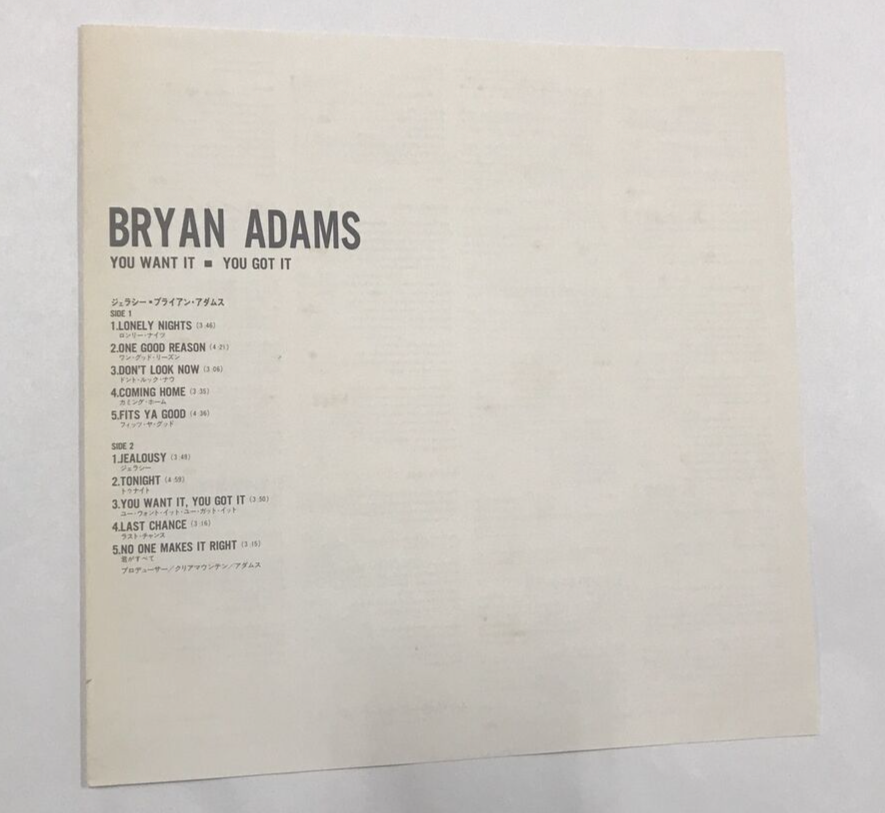 BRYAN ADAMS
YOU WANT IT ■ YOU GOT IT
ジェラシー・ブライアン・アダムス
SIDE 1
1.LONELY NIGHTS (3:46)
ロンリー・ナイツ
2.ONE GOOD REASON (4:21)
ワン・グッド・リーズン
3.DON'T LOOK NOW (3:06)
ドント・ルック・ナウ
4.COMING HOME (3:35)
カミング・ホーム
5.FITS YA GOOD (4:36)
フィッツ・ヤ・グッド
SIDE 2
1.JEALOUSY (3:48)
ジェラシー
2.TONIGHT (4:59)
トゥナイト
3.YOU WANT IT, YOU GOT IT (3:50)
ユー・ウォント・イット・ユー・ガット・イット
4.LAST CHANCE (3:16)
ラスト・チャンス
5.NO ONE MAKES IT RIGHT (3:15)
君がすべて
プロデューサー／クリアマウンテン／アダムス